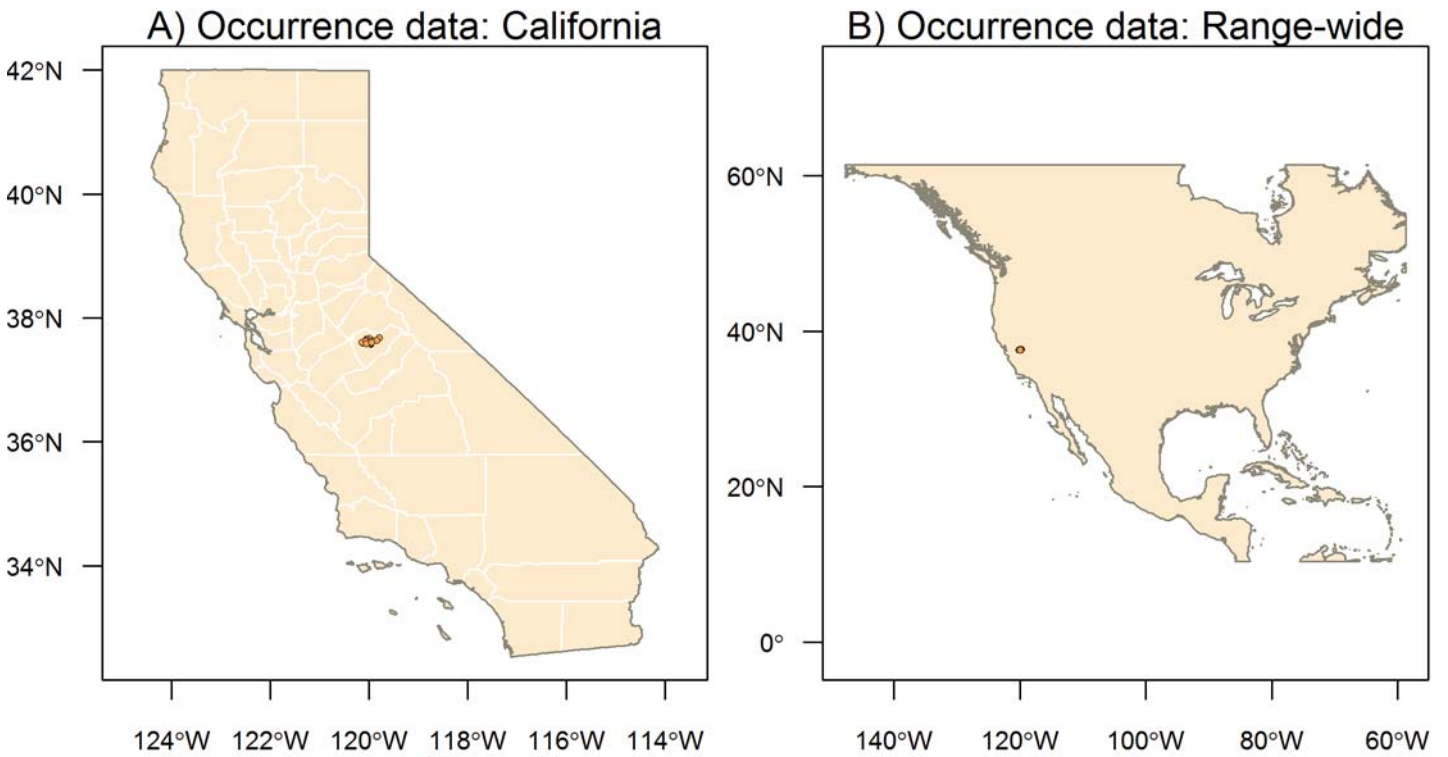 A) Occurrence data: California
42°N
40°N
38°N
36°N
34°N
124°W 122°W 120°W 118°W 116°W 114°W
B) Occurrence data: Range-wide
60°N
40°N
20°N
0°
140°W 120°W 100°W 80°W 60°W